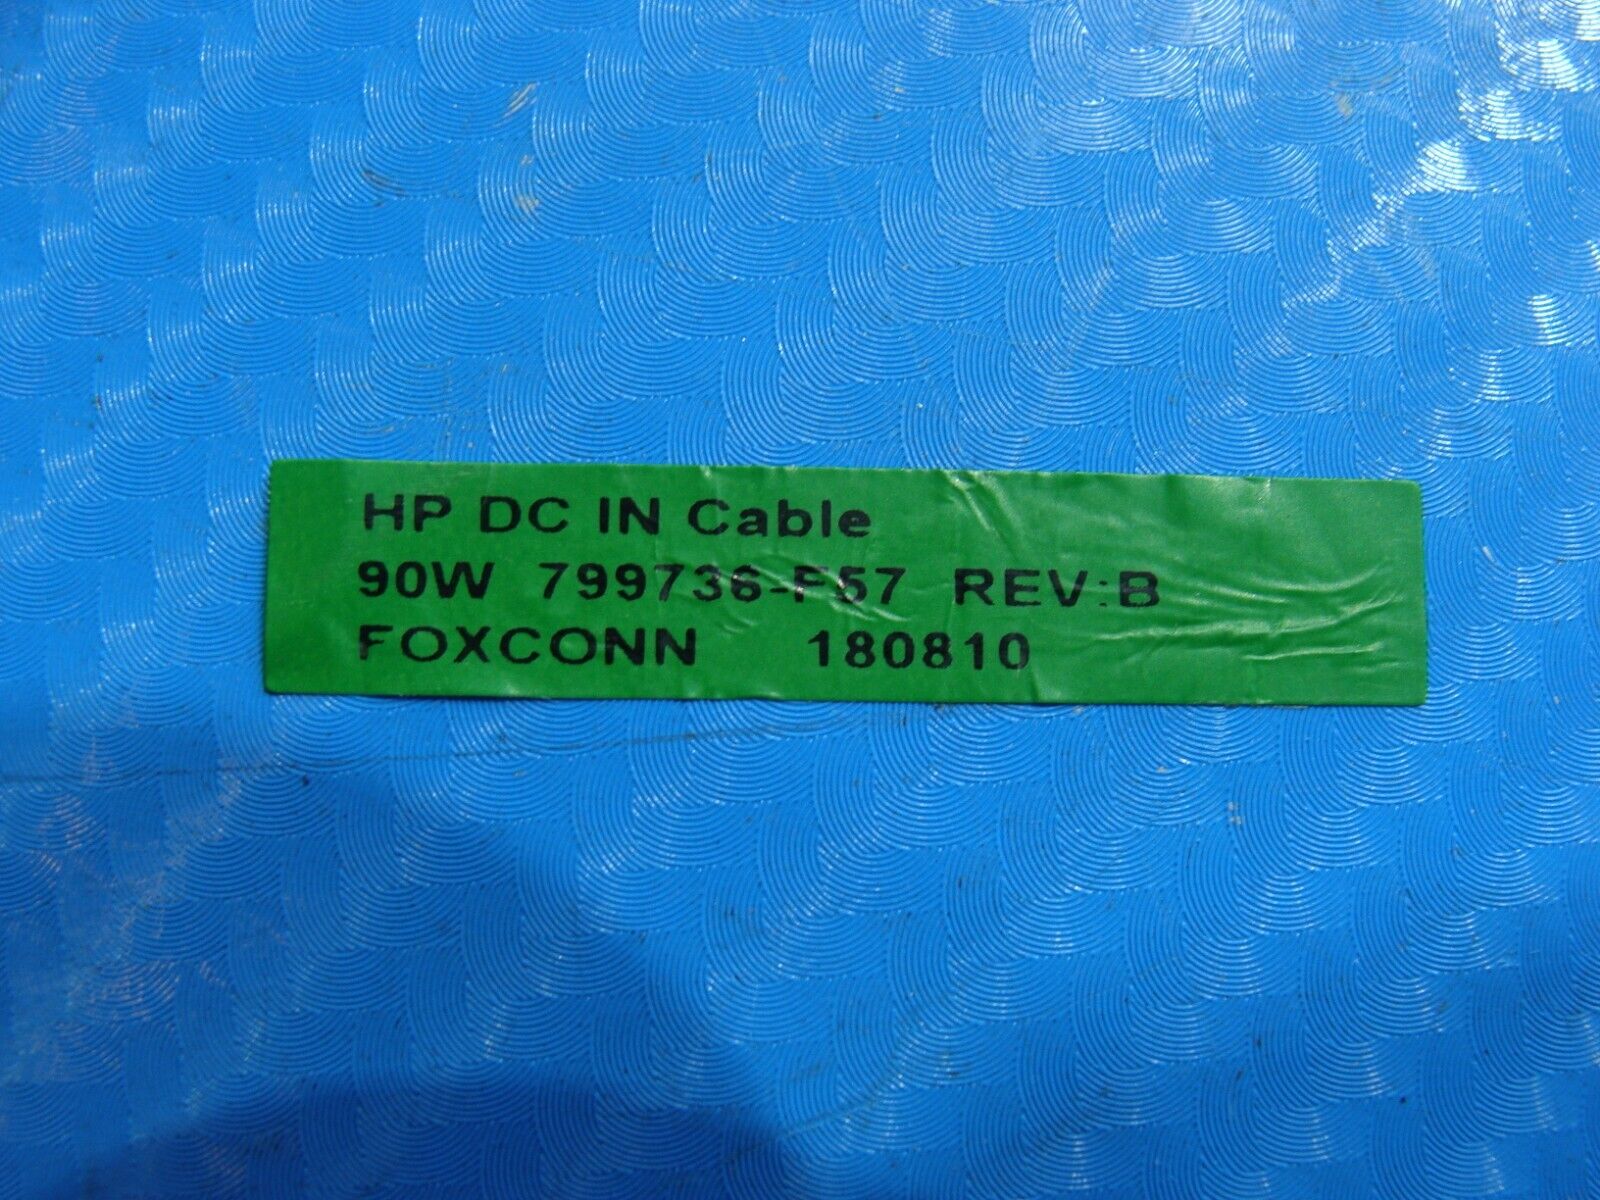 HP DC IN Cable
90W 799736-F57 REV:B
FOXCONN 180810